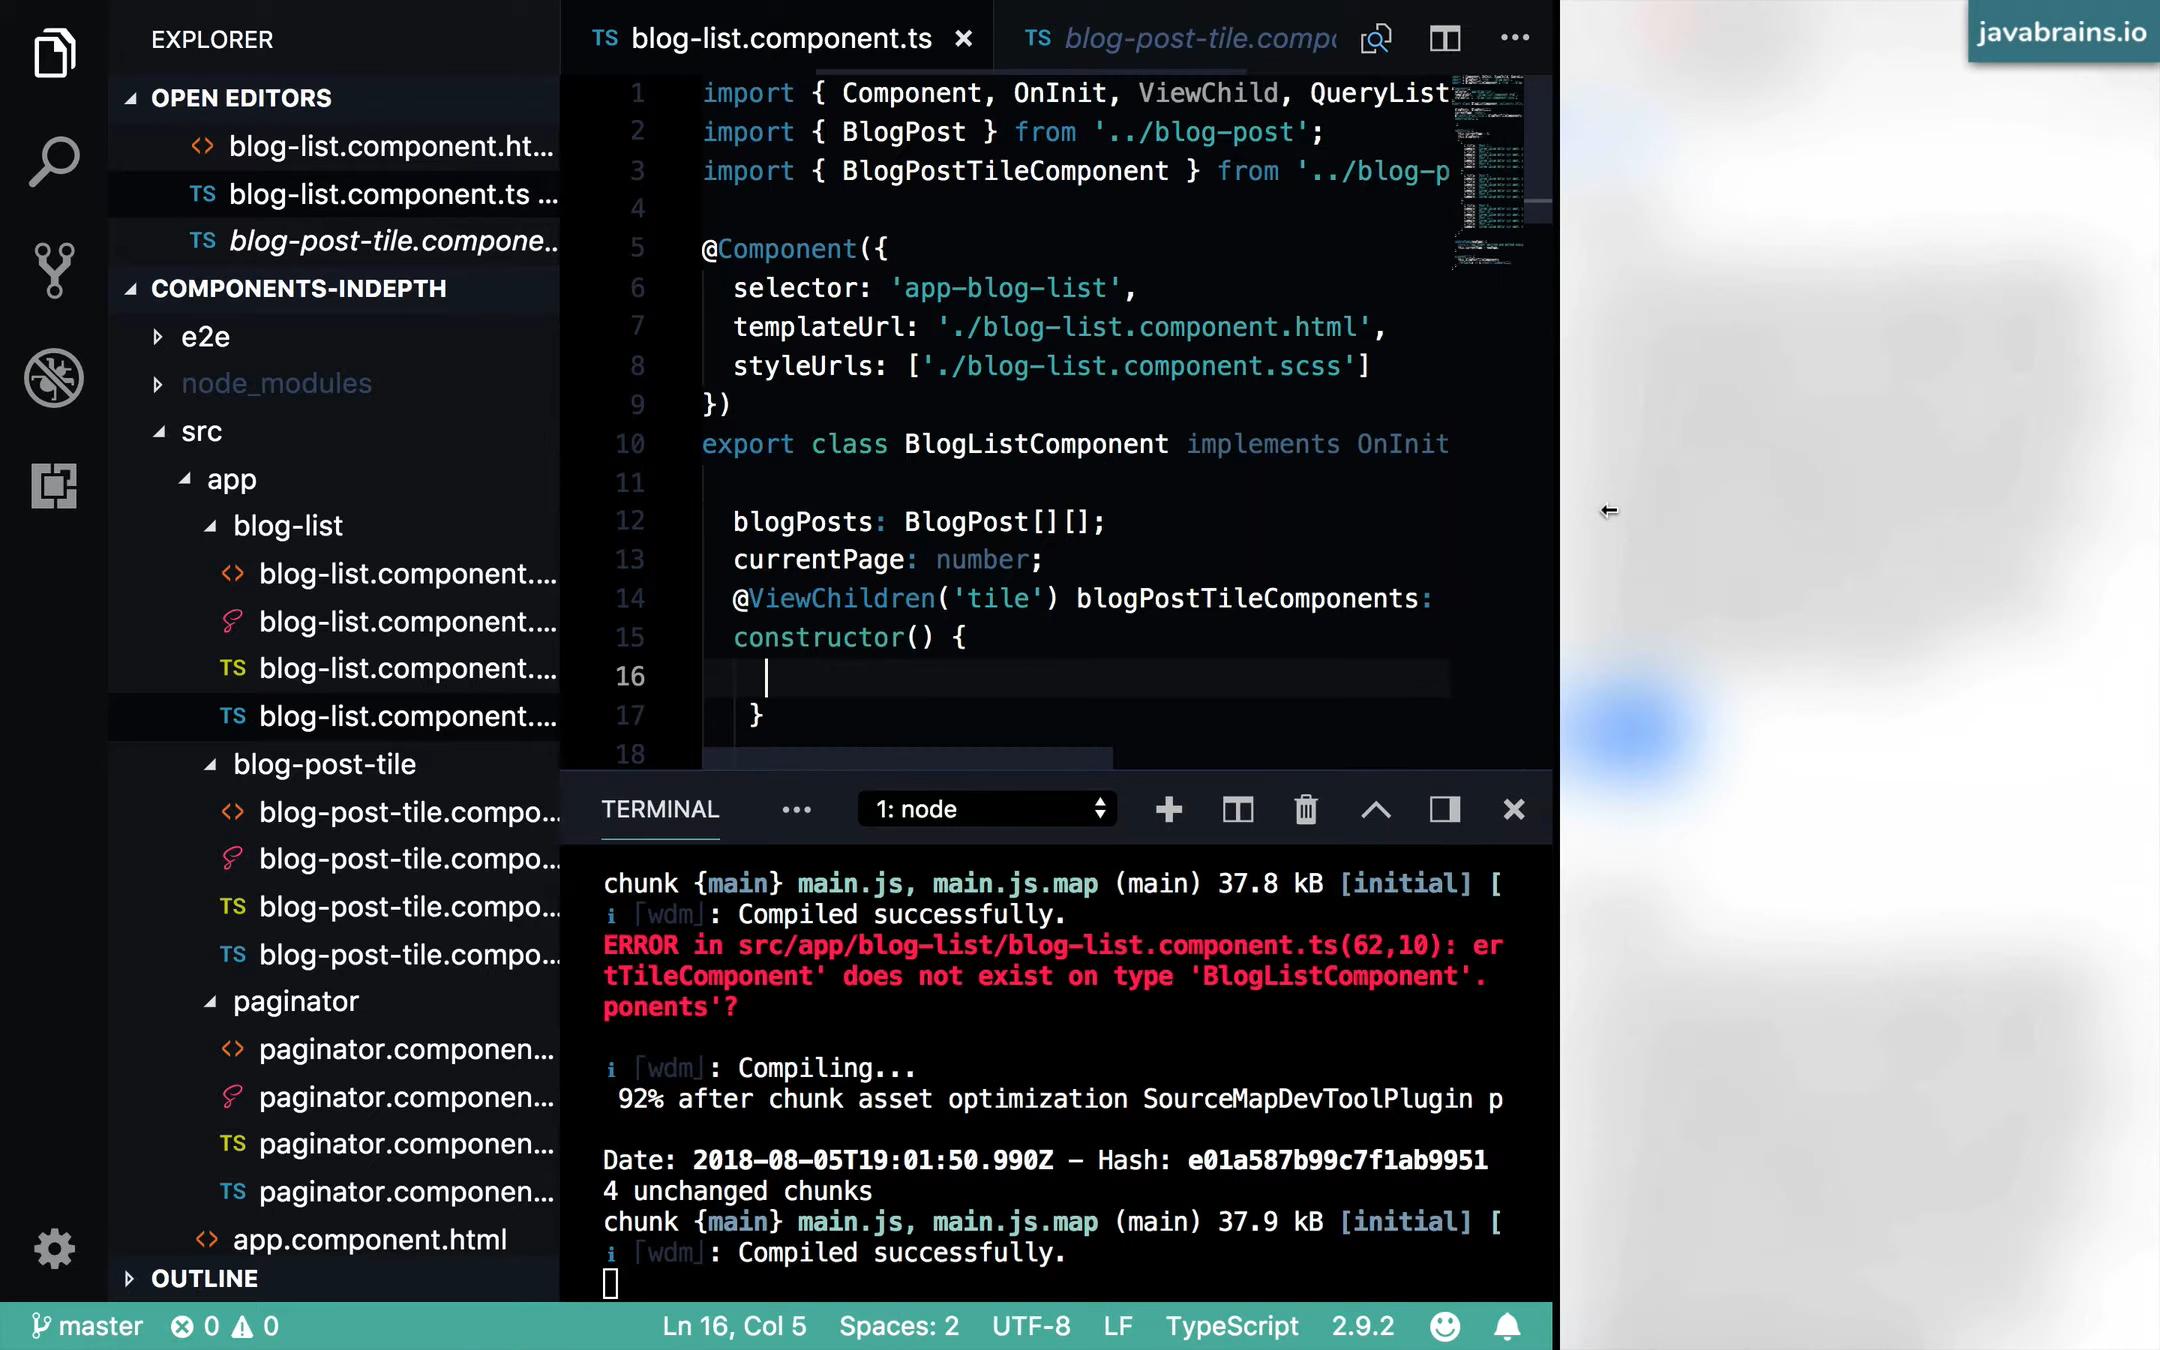 javabrains.io
EXPLORER
OPEN EDITORS
blog-list.component.ht...
TS blog-list.component.ts ...
TS blog-post-tile.compone...
COMPONENTS-INDEPTH
e2e
node_modules
src
app
blog-list
blog-list.component....
blog-list.component....
TS blog-list.component....
TS blog-list.component....
blog-post-tile
blog-post-tile.compo...
blog-post-tile.compo...
TS blog-post-tile.compo...
TS blog-post-tile.compo...
paginator
paginator.componen...
paginator.componen...
TS paginator.componen...
TS paginator.componen...
app.component.html
OUTLINE
TS blog-list.component.ts
TS blog-post-tile.compo
1 import { Component, OnInit, ViewChild, QueryList
2 import { BlogPost } from '../blog-post';
3 import { BlogPostTileComponent } from '../blog-p
4
5 @Component({
6 selector: 'app-blog-list',
7 templateUrl: './blog-list.component.html',
8 styleUrls: ['./blog-list.component.scss']
9 })
10 export class BlogListComponent implements OnInit
11
12 blogPosts: BlogPost[][];
13 currentPage: number;
14 @ViewChildren('tile') blogPostTileComponents:
15 constructor() {
16
17 }
18
TERMINAL ... 1: node
chunk {main} main.js, main.js.map (main) 37.8 kB [initial] [
i ｢wdm｣: Compiled successfully.
ERROR in src/app/blog-list/blog-list.component.ts(62,10): er
tTileComponent' does not exist on type 'BlogListComponent'.
ponents'?
i ｢wdm｣: Compiling...
92% after chunk asset optimization SourceMapDevToolPlugin p
Date: 2018-08-05T19:01:50.990Z - Hash: e01a587b99c7f1ab9951
4 unchanged chunks
chunk {main} main.js, main.js.map (main) 37.9 kB [initial] [
i ｢wdm｣: Compiled successfully.
master 0 0 Ln 16, Col 5 Spaces: 2 UTF-8 LF TypeScript 2.9.2